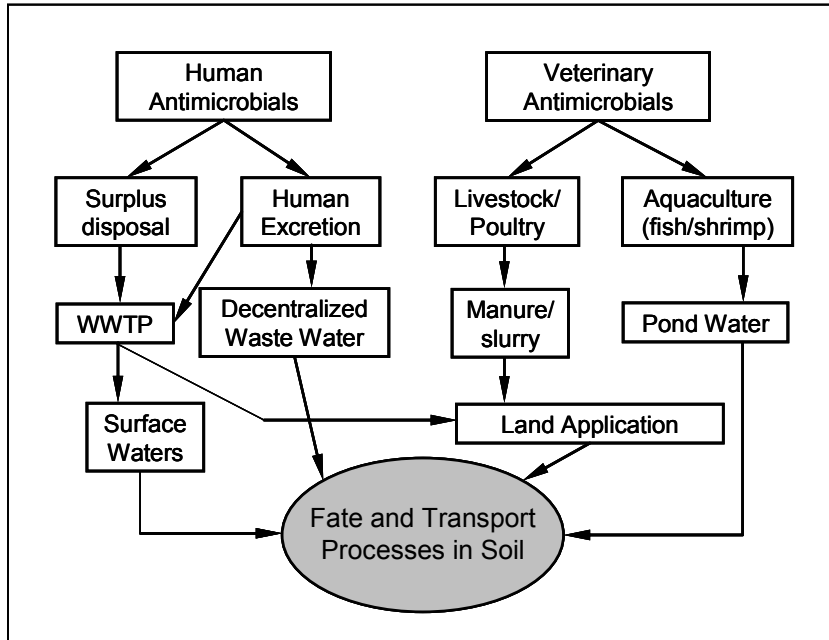 Human
Antimicrobials
Veterinary
Antimicrobials
Surplus
disposal
Human
Excretion
Livestock/
Poultry
Aquaculture
(fish/shrimp)
WWTP
Decentralized
Waste Water
Manure/
slurry
Pond Water
Surface
Waters
Land Application
Fate and Transport
Processes in Soil